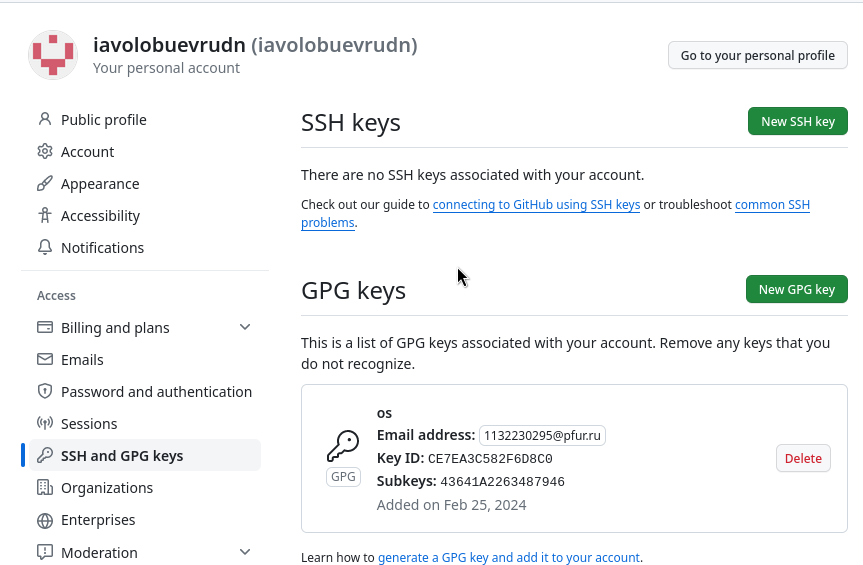 iavolobuevrudn (iavolobuevrudn)
Your personal account
Go to your personal profile
Public profile
Account
Appearance
Accessibility
Notifications
Access
Billing and plans
Emails
Password and authentication
Sessions
SSH and GPG keys
Organizations
Enterprises
Moderation
SSH keys
New SSH key
There are no SSH keys associated with your account.
Check out our guide to connecting to GitHub using SSH keys or troubleshoot common SSH
problems.
GPG keys
New GPG key
This is a list of GPG keys associated with your account. Remove any keys that you
do not recognize.
GPG
os
Email address: 1132230295@pfur.ru
Key ID: CE7EA3C582F6D8C0
Subkeys: 43641A2263487946
Added on Feb 25, 2024
Delete
Learn how to generate a GPG key and add it to your account.